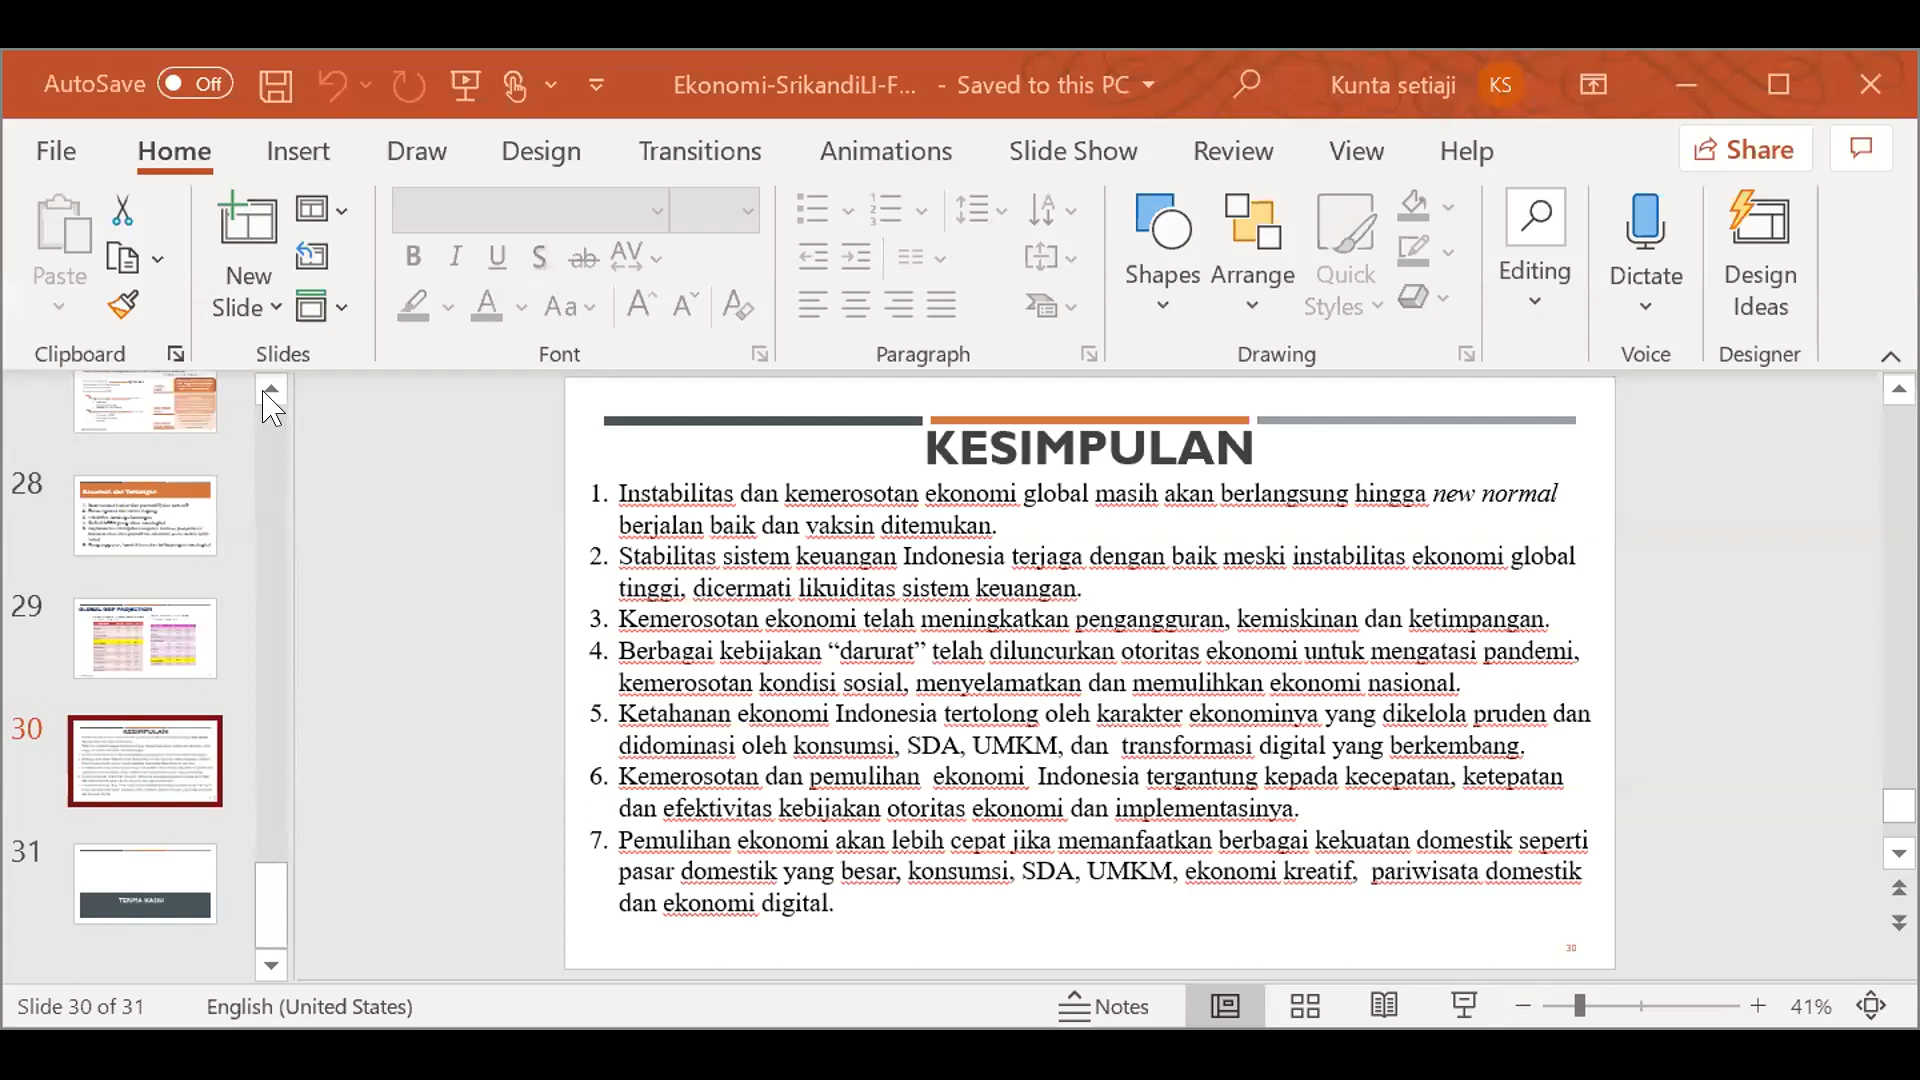 AutoSave Off Ekonomi-SrikandiLI-F... - Saved to this PC Kunta setiaji KS
File Home Insert Draw Design Transitions Animations Slide Show Review View Help Share
Paste New Slide B I U S ab AV A Aa A A A Shapes Arrange Quick Styles Editing Dictate Design Ideas
Clipboard Slides Font Paragraph Drawing Voice Designer
28
29
GLOBAL GDP PROJECTION
30
KESIMPULAN
31
TERIMA KASIH
KESIMPULAN
1. Instabilitas dan kemerosotan ekonomi global masih akan berlangsung hingga new normal
berjalan baik dan vaksin ditemukan.
2. Stabilitas sistem keuangan Indonesia terjaga dengan baik meski instabilitas ekonomi global
tinggi, dicermati likuiditas sistem keuangan.
3. Kemerosotan ekonomi telah meningkatkan pengangguran, kemiskinan dan ketimpangan.
4. Berbagai kebijakan “darurat” telah diluncurkan otoritas ekonomi untuk mengatasi pandemi,
kemerosotan kondisi sosial, menyelamatkan dan memulihkan ekonomi nasional.
5. Ketahanan ekonomi Indonesia tertolong oleh karakter ekonominya yang dikelola pruden dan
didominasi oleh konsumsi, SDA, UMKM, dan transformasi digital yang berkembang.
6. Kemerosotan dan pemulihan ekonomi Indonesia tergantung kepada kecepatan, ketepatan
dan efektivitas kebijakan otoritas ekonomi dan implementasinya.
7. Pemulihan ekonomi akan lebih cepat jika memanfaatkan berbagai kekuatan domestik seperti
pasar domestik yang besar, konsumsi, SDA, UMKM, ekonomi kreatif, pariwisata domestik
dan ekonomi digital.
30
Slide 30 of 31 English (United States) Notes 41%